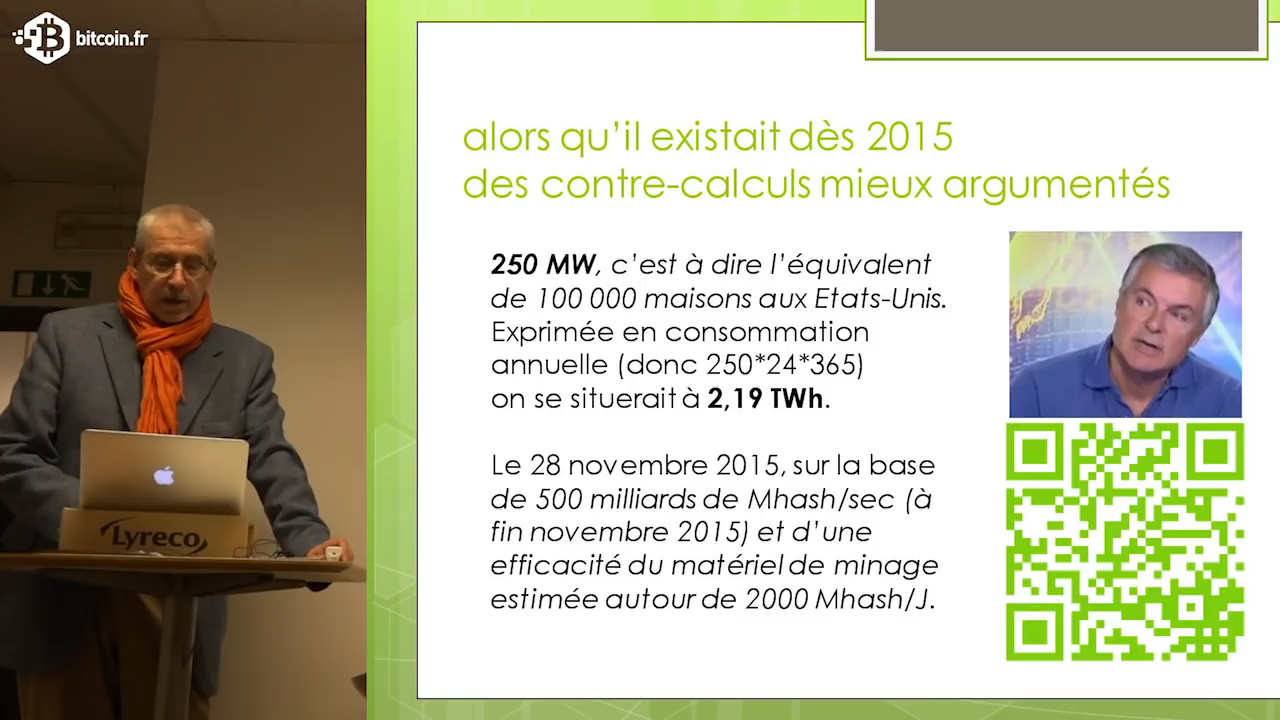 bitcoin.fr
alors qu’il existait dès 2015
des contre-calculs mieux argumentés
250 MW, c’est à dire l’équivalent
de 100 000 maisons aux Etats-Unis.
Exprimée en consommation
annuelle (donc 250*24*365)
on se situerait à 2,19 TWh.
Le 28 novembre 2015, sur la base
de 500 milliards de Mhash/sec (à
fin novembre 2015) et d’une
efficacité du matériel de minage
estimée autour de 2000 Mhash/J.
Lyreco